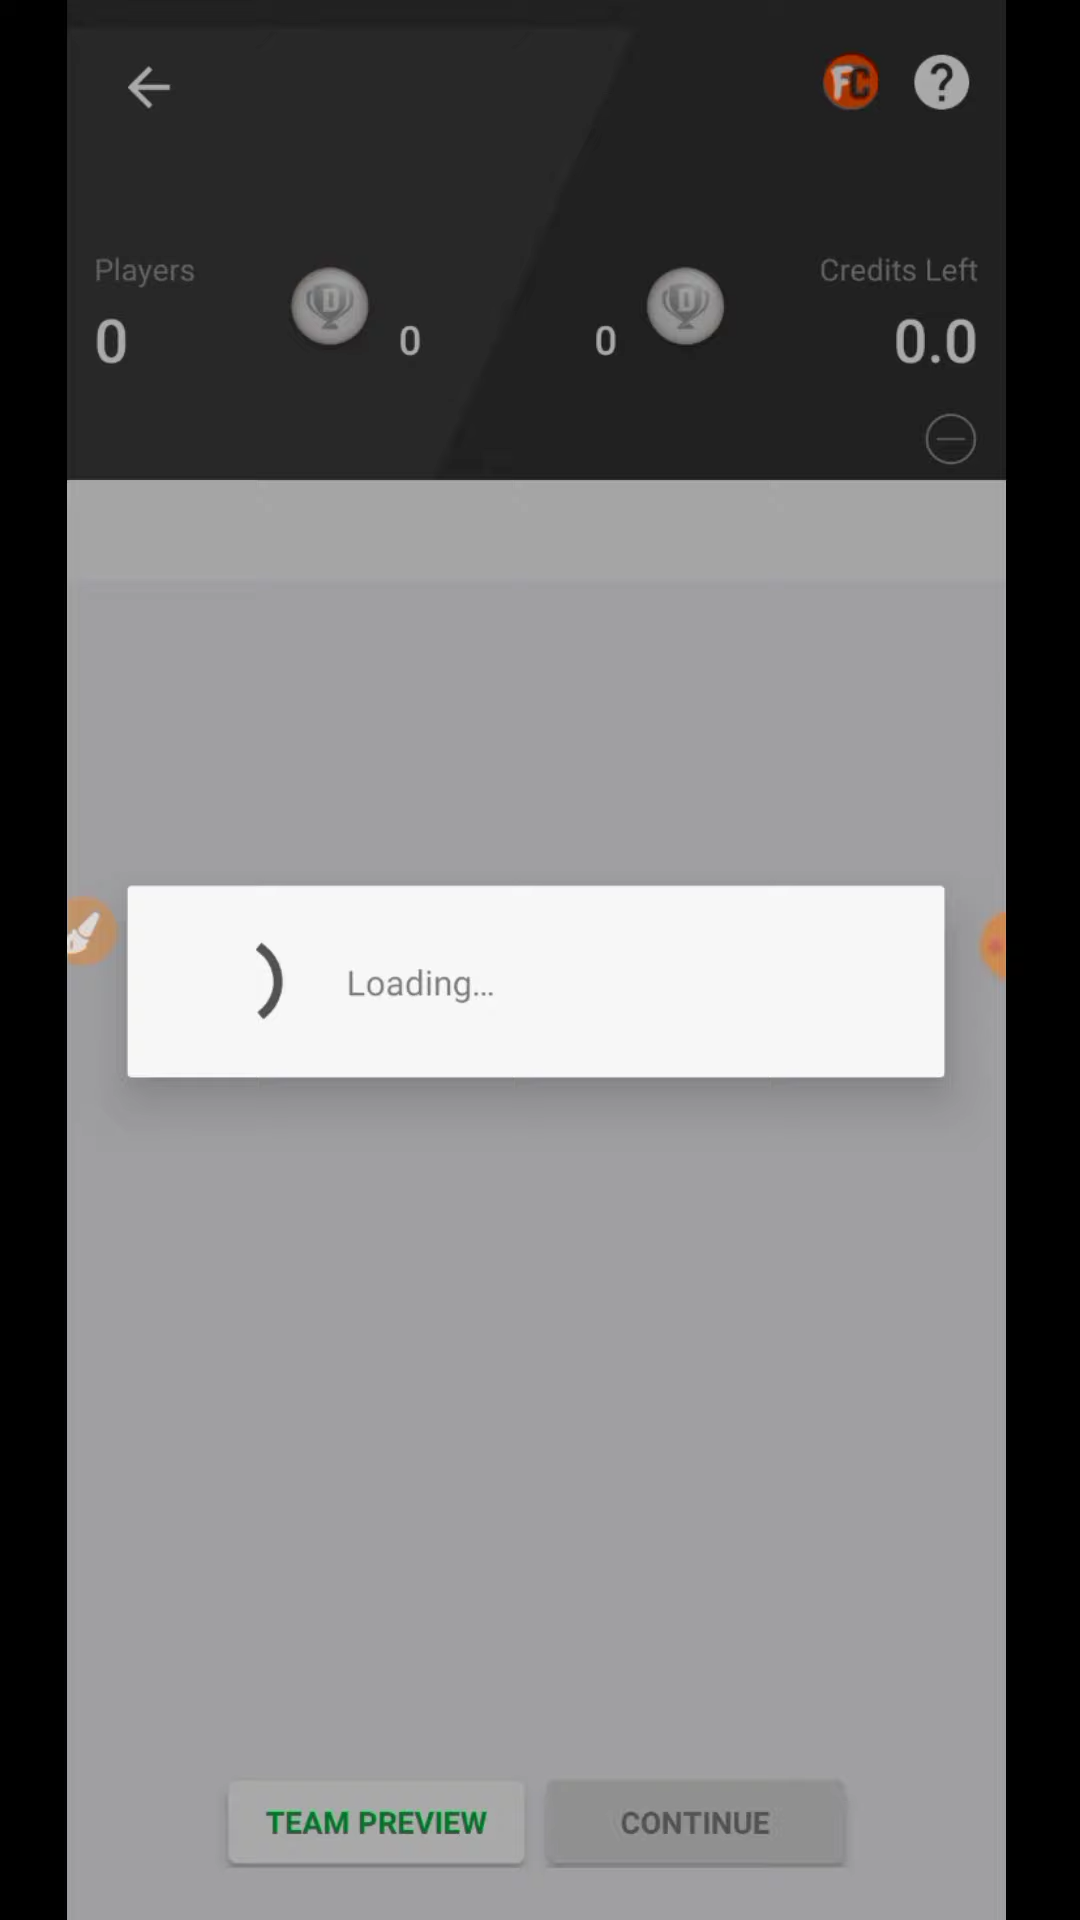 FC ?
Players
Credits Left
D
D
0
0
0
0.0
Loading...
TEAM PREVIEW
CONTINUE